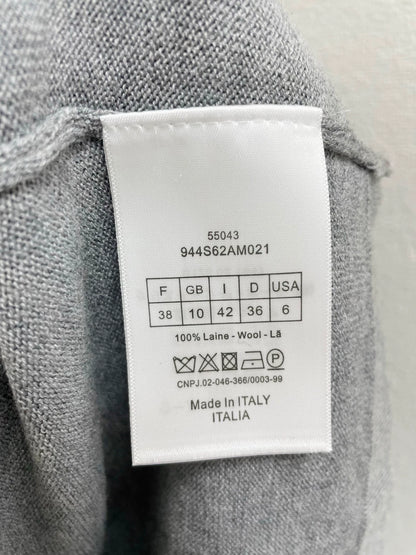 55043
944S62AM021
F GB I D USA
38 10 42 36 6
100% Laine - Wool - Lã
P
CNPJ.02-046-366/0003-99
Made In ITALY
ITALIA